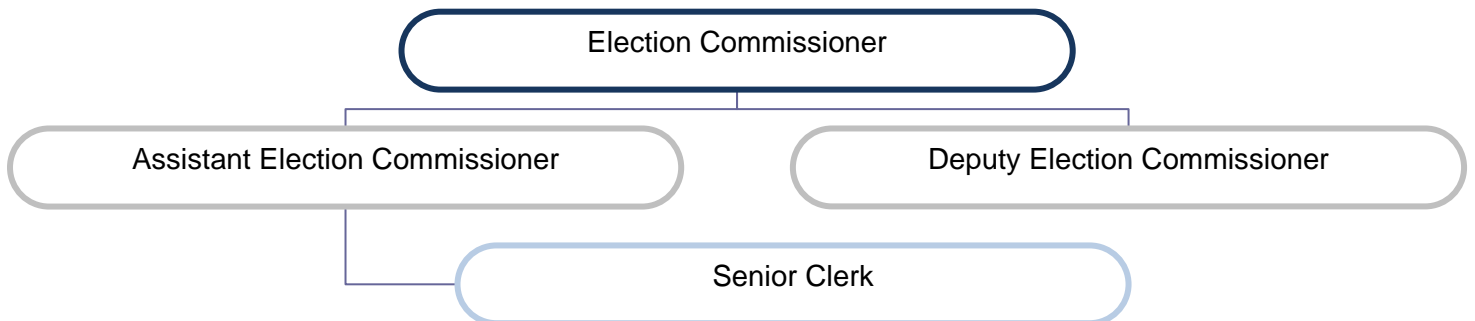 Election Commissioner
Assistant Election Commissioner
Deputy Election Commissioner
Senior Clerk